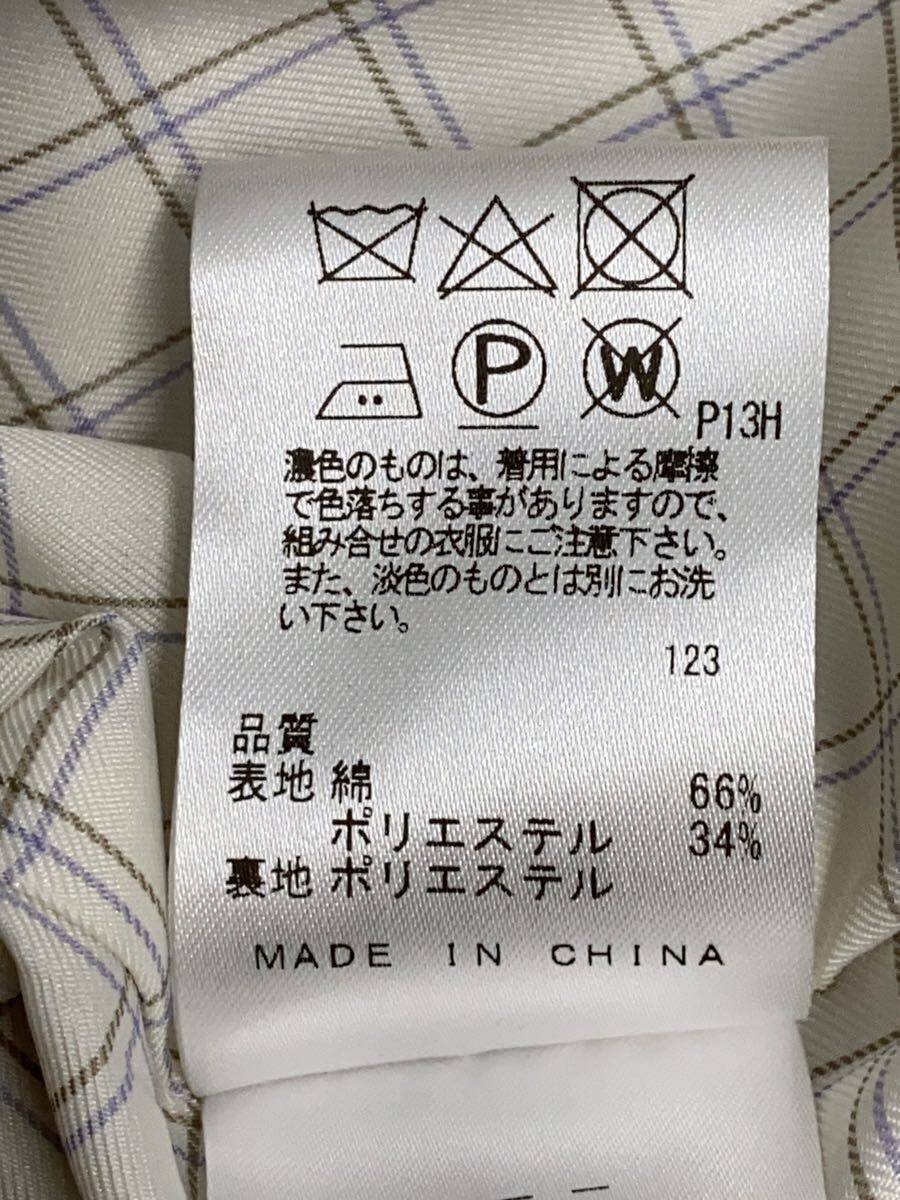 P
W
P13H
濃色のものは、着用による摩擦
で色落ちする事がありますので、
組み合せの衣服にご注意下さい。
また、淡色のものとは別にお洗
い下さい。
123
品質
表地 綿 66%
ポリエステル 34%
裏地 ポリエステル
MADE IN CHINA